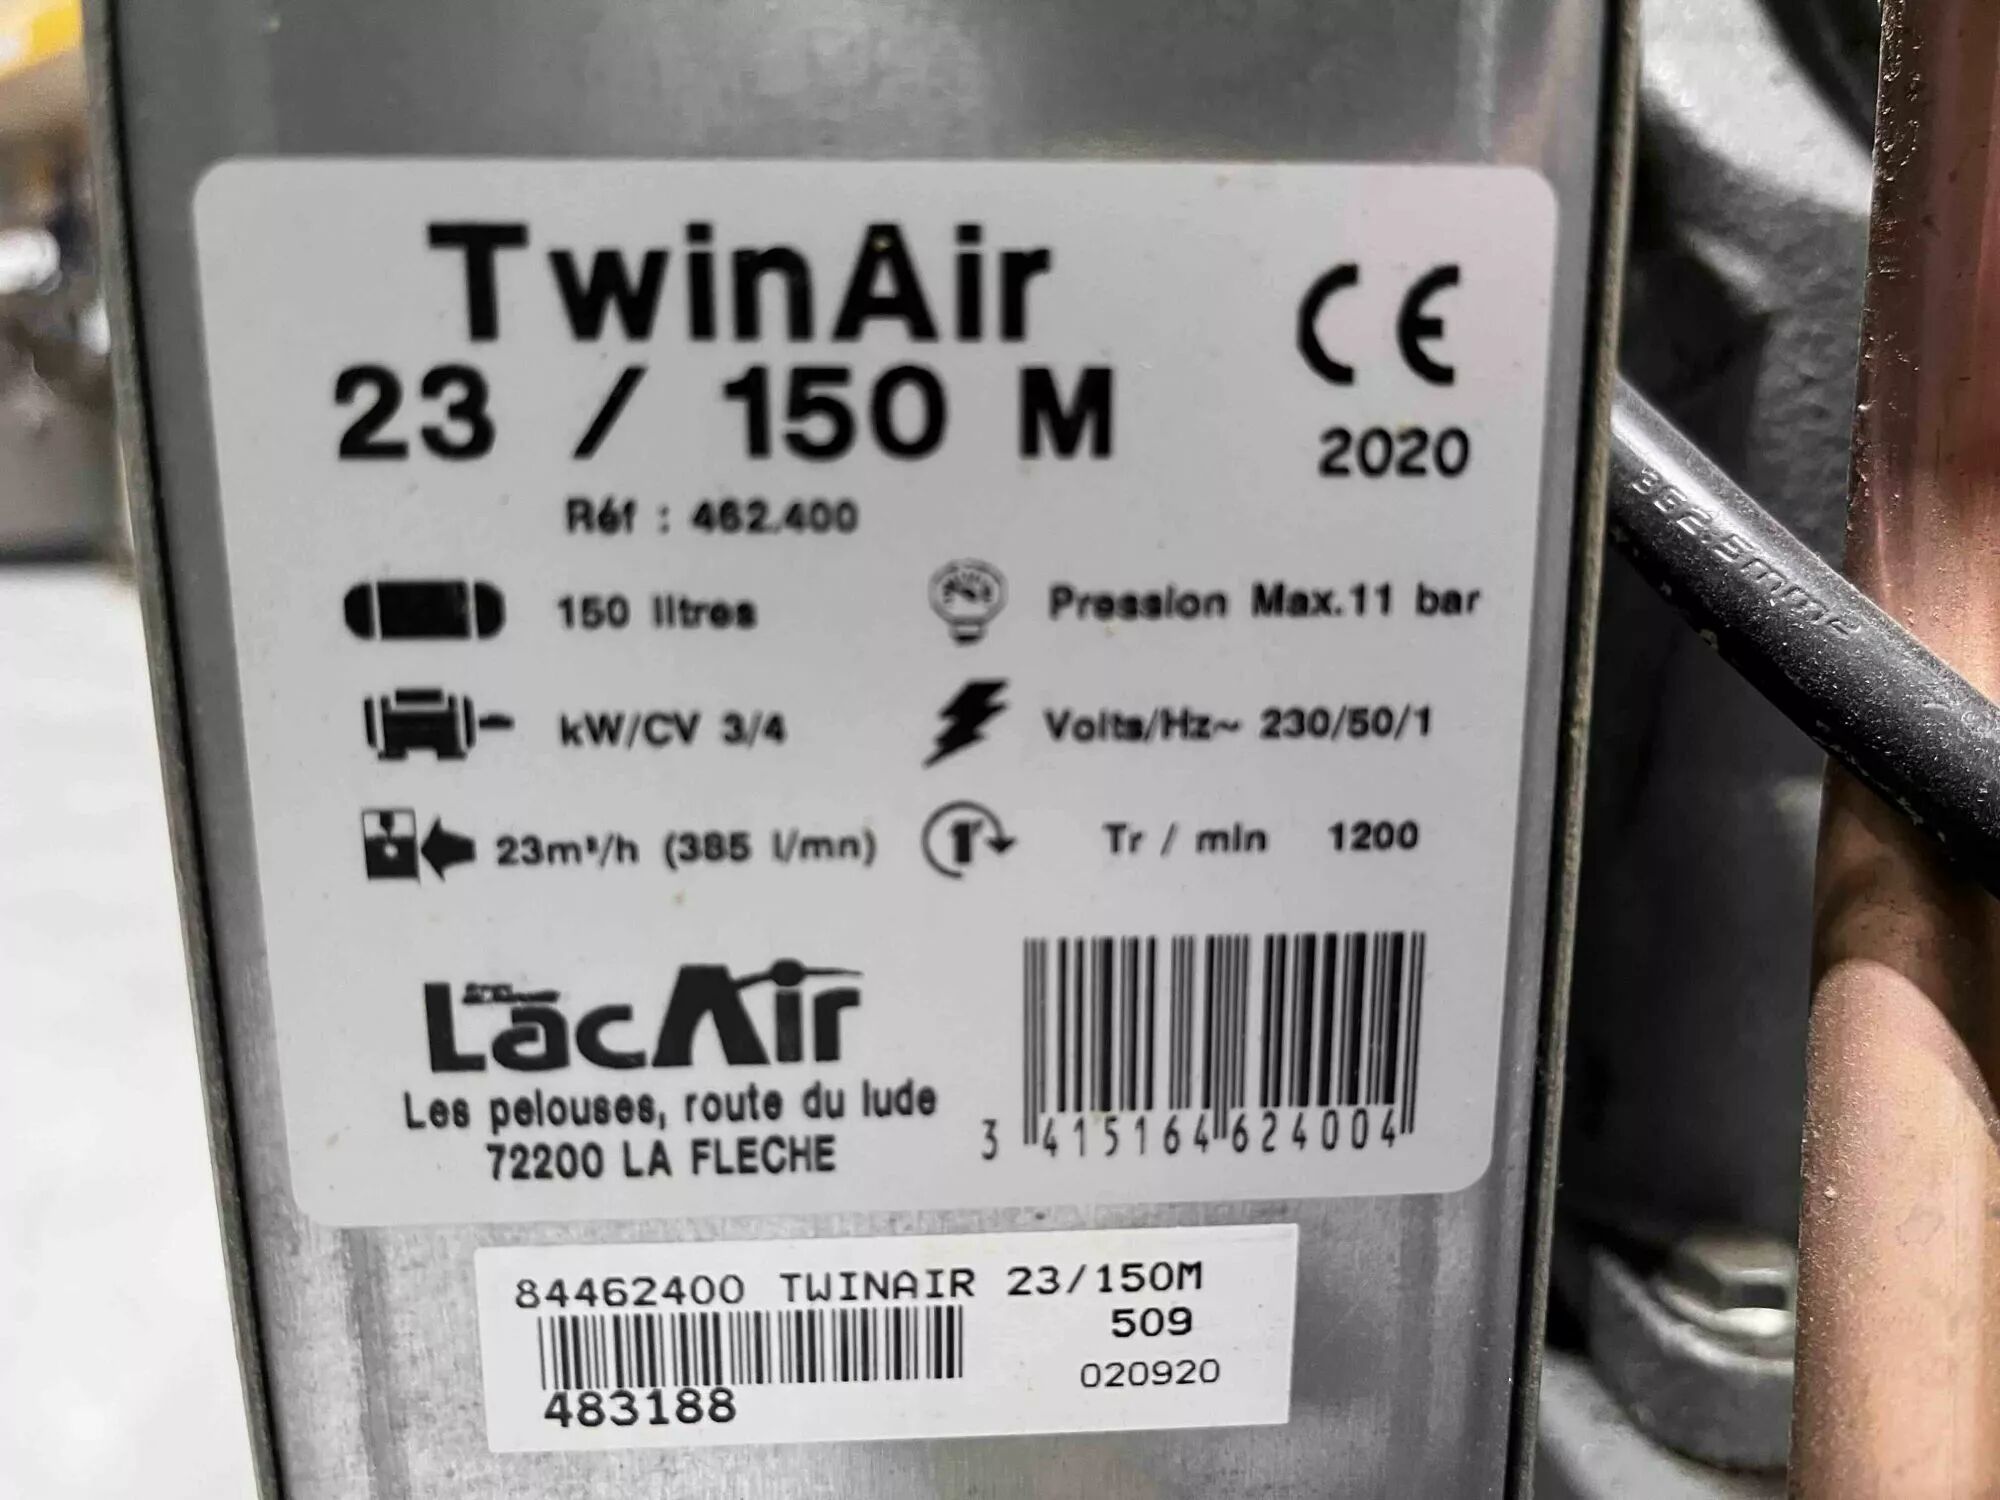 TwinAir
23 / 150 M
CE
2020
Réf : 462.400
150 litres
Pression Max.11 bar
kW/CV 3/4
Volts/Hz~ 230/50/1
23m³/h (385 l/mn)
1
Tr / min 1200
LacAir
Les pelouses, route du lude
72200 LA FLECHE
3 415164 624004
84462400 TWINAIR 23/150M
509
483188
020920